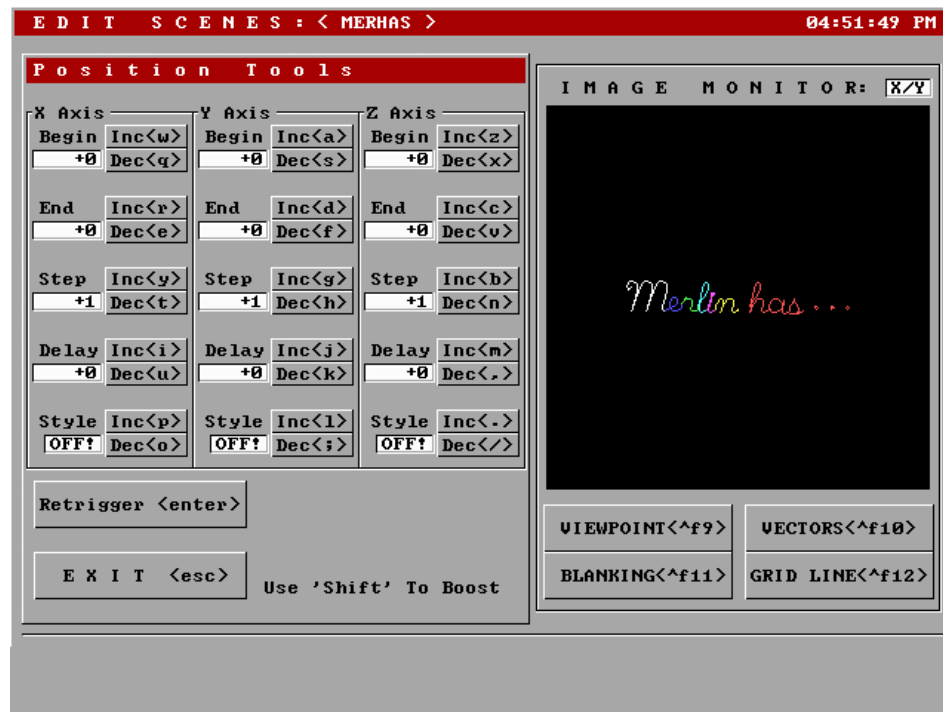 E D I T   S C E N E S : < MERHAS >   04:51:49 PM
P o s i t i o n   T o o l s
I M A G E   M O N I T O R :   X/Y
X Axis   Y Axis   Z Axis
Begin Inc<w>   Begin Inc<a>   Begin Inc<z>
+0 Dec<q>   +0 Dec<s>   +0 Dec<x>
End Inc<r>   End Inc<d>   End Inc<c>
+0 Dec<e>   +0 Dec<f>   +0 Dec<v>
Step Inc<y>   Step Inc<g>   Step Inc<b>
+1 Dec<t>   +1 Dec<h>   +1 Dec<n>
Merlin has...
Delay Inc<i>   Delay Inc<j>   Delay Inc<m>
+0 Dec<u>   +0 Dec<k>   +0 Dec<,>
Style Inc<p>   Style Inc<l>   Style Inc<.>
OFF! Dec<o>   OFF! Dec<;>   OFF! Dec</>
Retrigger <enter>
VIEWPOINT<^f9>   VECTORS<^f10>
E X I T <esc>   Use 'Shift' To Boost
BLANKING<^f11>   GRID LINE<^f12>